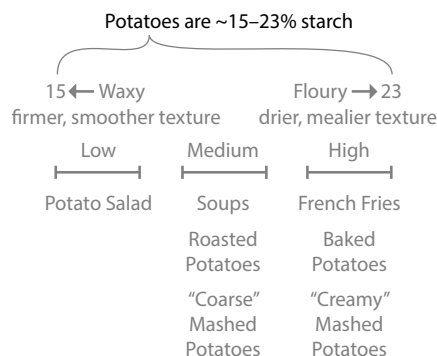 Potatoes are ~15–23% starch
15 ← Waxy
firmer, smoother texture
Floury → 23
drier, mealier texture
Low
Medium
High
Potato Salad
Soups
French Fries
Roasted
Potatoes
Baked
Potatoes
“Coarse”
Mashed
Potatoes
“Creamy”
Mashed
Potatoes